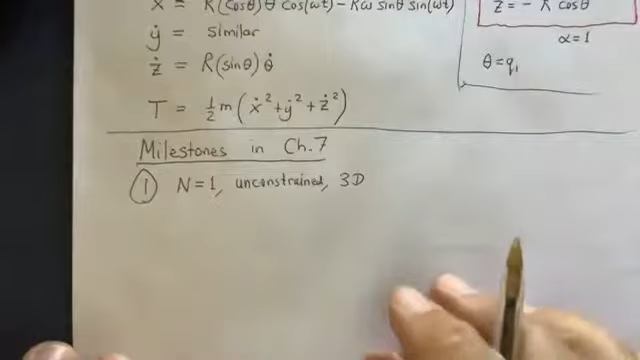 ẋ = R(cosθ)θ̇ cos(ωt) − Rω sinθ sin(ωt)
ẏ = similar
ż = R(sinθ)θ̇
T = ½m(ẋ² + ẏ² + ż²)
z = − R cosθ
α = 1
θ = q₁
Milestones in Ch.7
① N=1, unconstrained, 3D